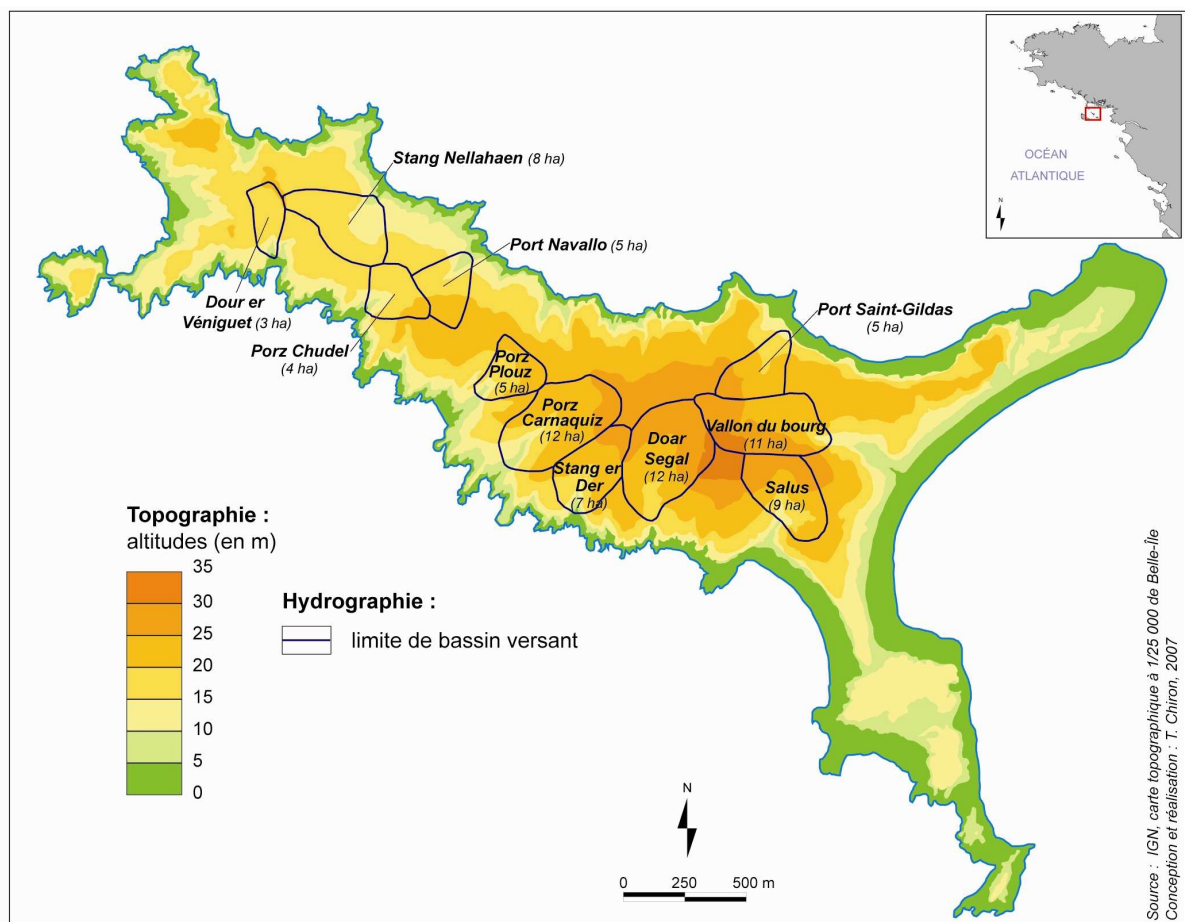 OCÉAN
ATLANTIQUE
N
Stang Nellahaen (8 ha)
Port Navallo (5 ha)
Dour er
Véniguet (3 ha)
Porz Chudel
(4 ha)
Port Saint-Gildas
(5 ha)
Porz
Plouz
(5 ha)
Porz
Carnaquiz
(12 ha)
Stang er
Der
(7 ha)
Doar
Segal
(12 ha)
Vallon du bourg
(11 ha)
Salus
(9 ha)
Topographie :
altitudes (en m)
35
30
25
20
15
10
5
0
Hydrographie :
limite de bassin versant
N
0 250 500 m
Source : IGN, carte topographique à 1/25 000 de Belle-Île
Conception et réalisation : T. Chiron, 2007